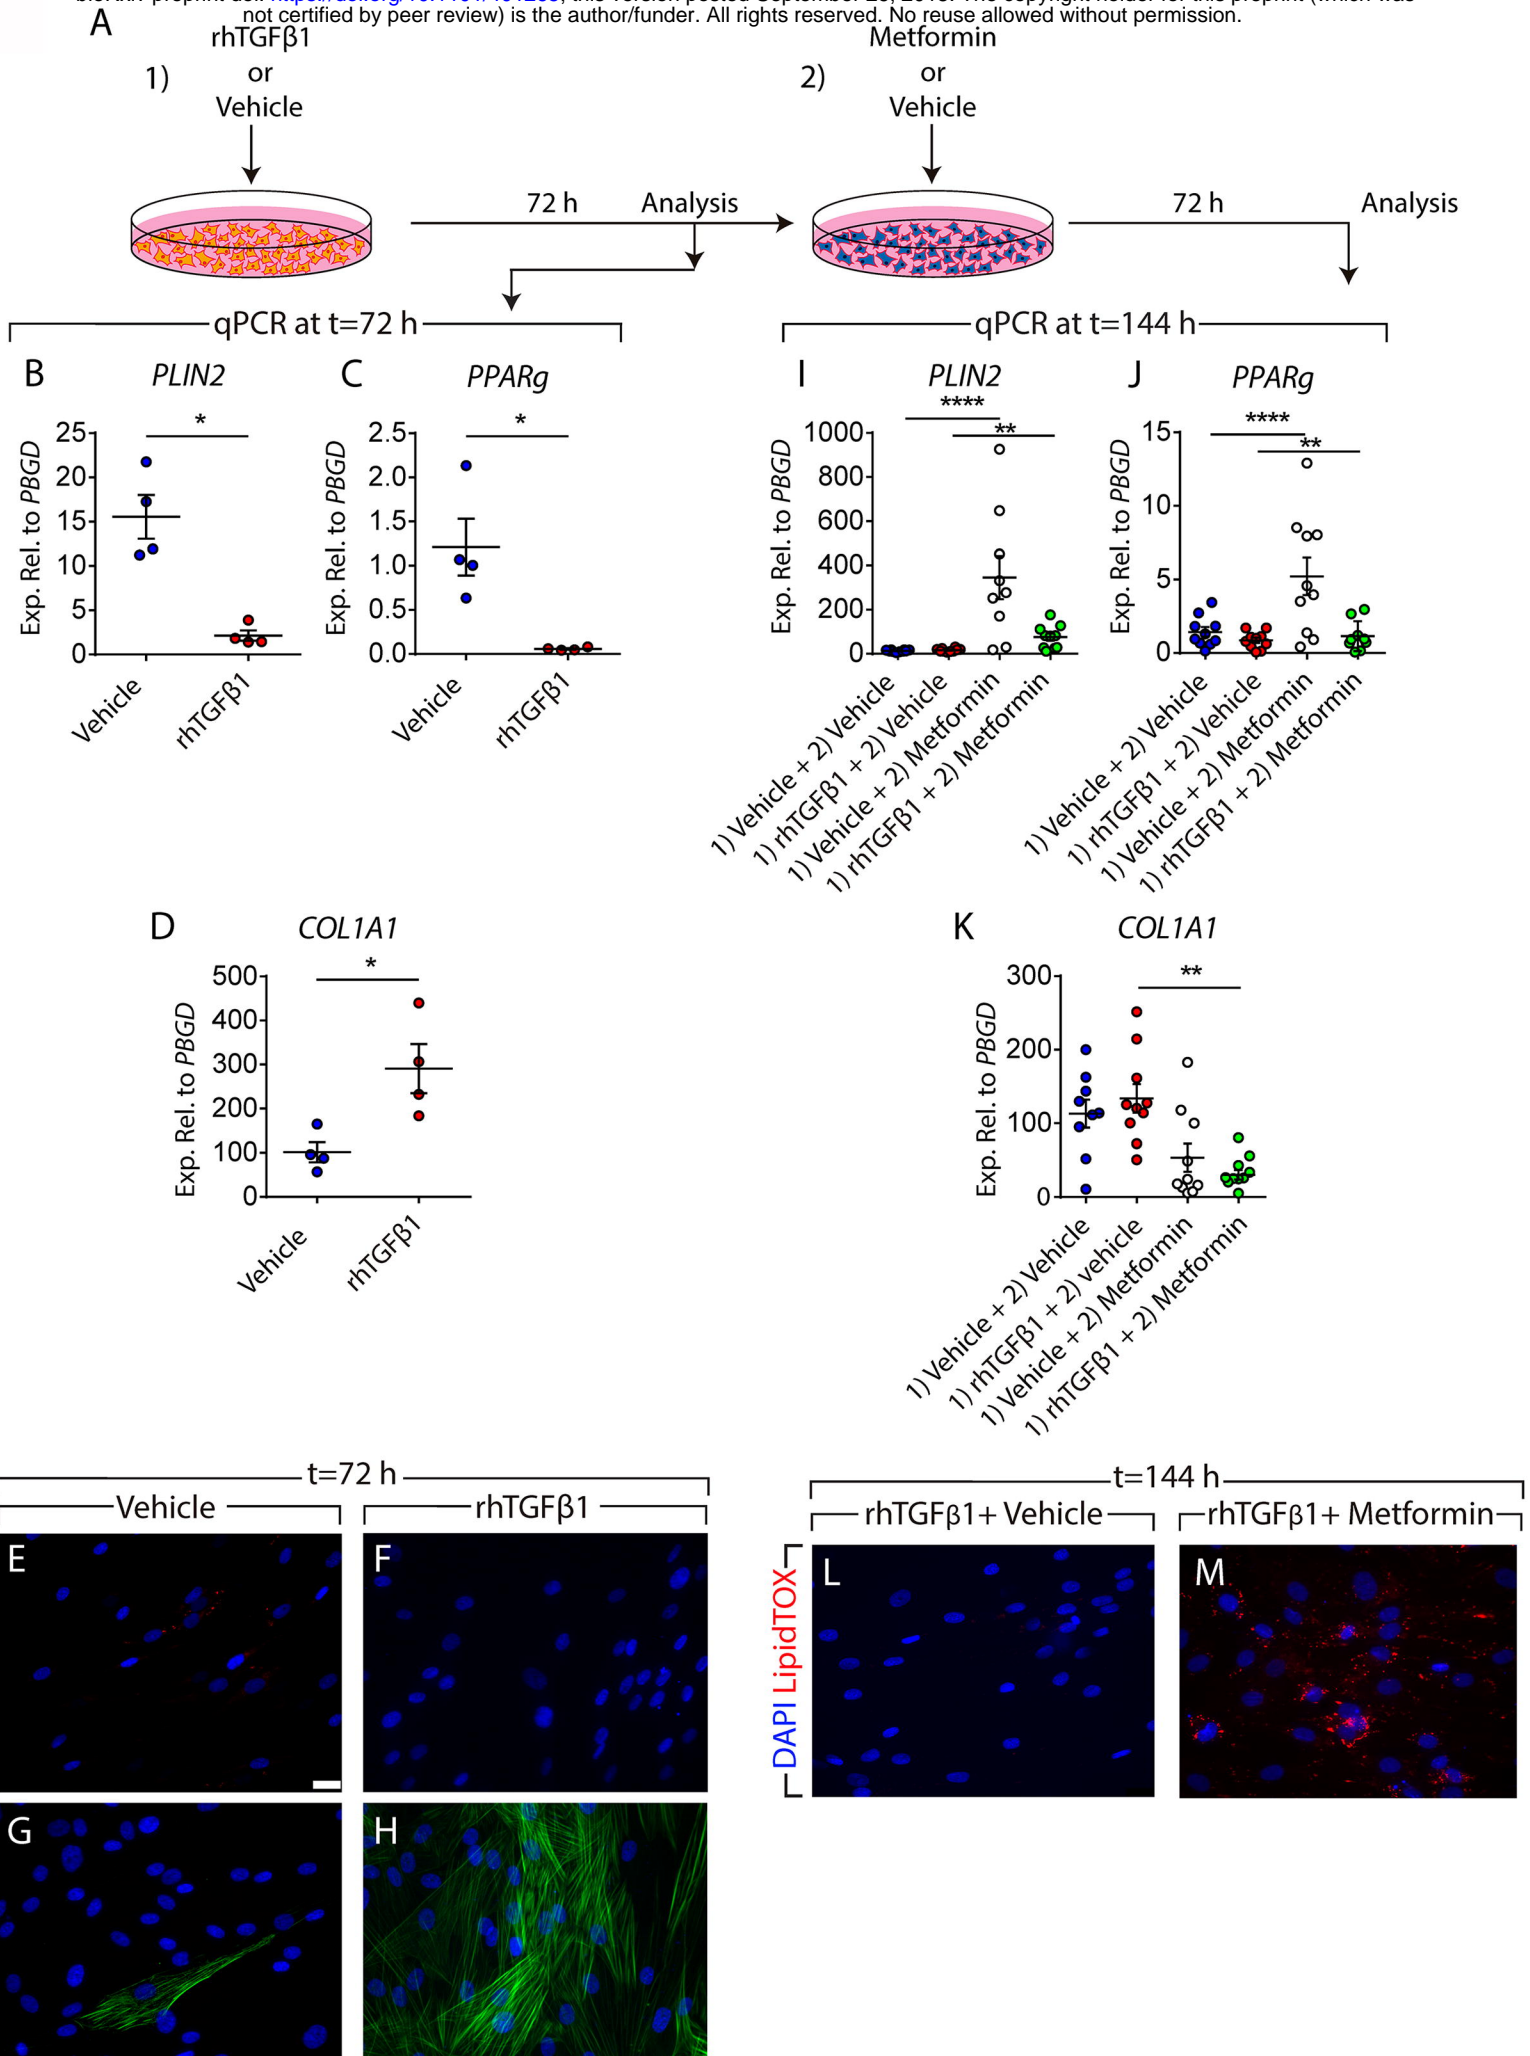 not certified by peer review) is the author/funder. All rights reserved. No reuse allowed without permission.
A
rhTGFβ1
or
Vehicle
1)
Metformin
or
Vehicle
2)
72 h
Analysis
72 h
Analysis
qPCR at t=72 h
qPCR at t=144 h
B
PLIN2
*
Exp. Rel. to PBGD
25
20
15
10
5
0
Vehicle
rhTGFβ1
C
PPARg
*
Exp. Rel. to PBGD
2.5
2.0
1.5
1.0
0.5
0.0
Vehicle
rhTGFβ1
I
PLIN2
****
**
Exp. Rel. to PBGD
1000
800
600
400
200
0
1) Vehicle + 2) Vehicle
1) rhTGFβ1 + 2) Vehicle
1) Vehicle + 2) Metformin
1) rhTGFβ1 + 2) Metformin
J
PPARg
****
**
Exp. Rel. to PBGD
15
10
5
0
1) Vehicle + 2) Vehicle
1) rhTGFβ1 + 2) Vehicle
1) Vehicle + 2) Metformin
1) rhTGFβ1 + 2) Metformin
D
COL1A1
*
Exp. Rel. to PBGD
500
400
300
200
100
0
Vehicle
rhTGFβ1
K
COL1A1
**
Exp. Rel. to PBGD
300
200
100
0
1) Vehicle + 2) Vehicle
1) rhTGFβ1 + 2) vehicle
1) Vehicle + 2) Metformin
1) rhTGFβ1 + 2) Metformin
t=72 h
Vehicle
rhTGFβ1
t=144 h
rhTGFβ1+ Vehicle
rhTGFβ1+ Metformin
E
F
G
H
DAPI LipidTOX
L
M